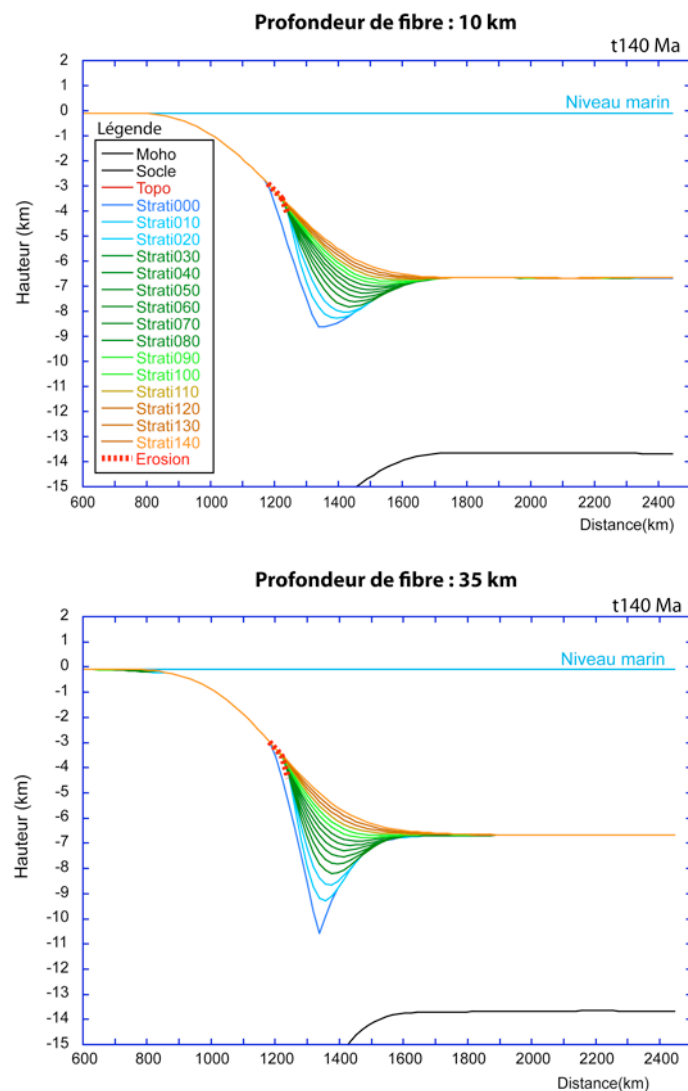 Profondeur de fibre : 10 km
t140 Ma
2
1
0
-1
-2
-3
-4
-5
-6
-7
-8
-9
-10
-11
-12
-13
-14
-15
Hauteur (km)
Niveau marin
Légende
Moho
Socle
Topo
Strati000
Strati010
Strati020
Strati030
Strati040
Strati050
Strati060
Strati070
Strati080
Strati090
Strati100
Strati110
Strati120
Strati130
Strati140
Erosion
600 800 1000 1200 1400 1600 1800 2000 2200 2400
Distance(km)
Profondeur de fibre : 35 km
t140 Ma
2
1
0
-1
-2
-3
-4
-5
-6
-7
-8
-9
-10
-11
-12
-13
-14
-15
Hauteur (km)
Niveau marin
600 800 1000 1200 1400 1600 1800 2000 2200 2400
Distance(km)